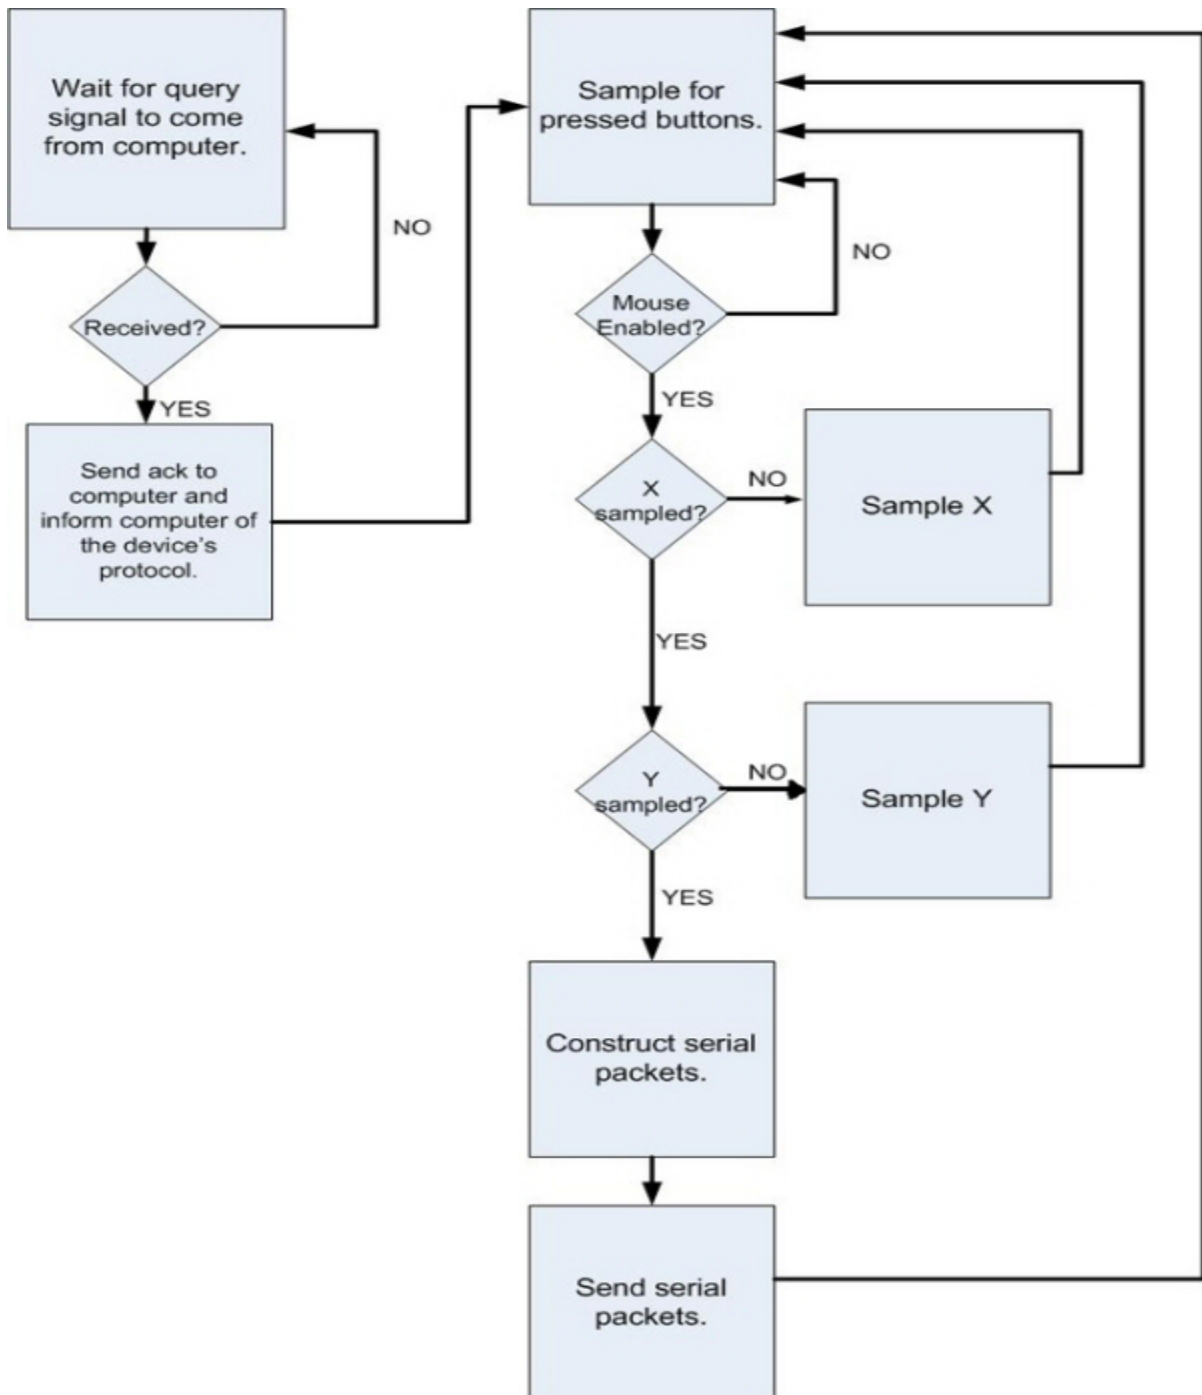 Wait for query
signal to come
from computer.
NO
Received?
YES
Send ack to
computer and
inform computer of
the device's
protocol.
Sample for
pressed buttons.
NO
Mouse
Enabled?
YES
X
sampled?
NO
Sample X
YES
Y
sampled?
NO
Sample Y
YES
Construct serial
packets.
Send serial
packets.